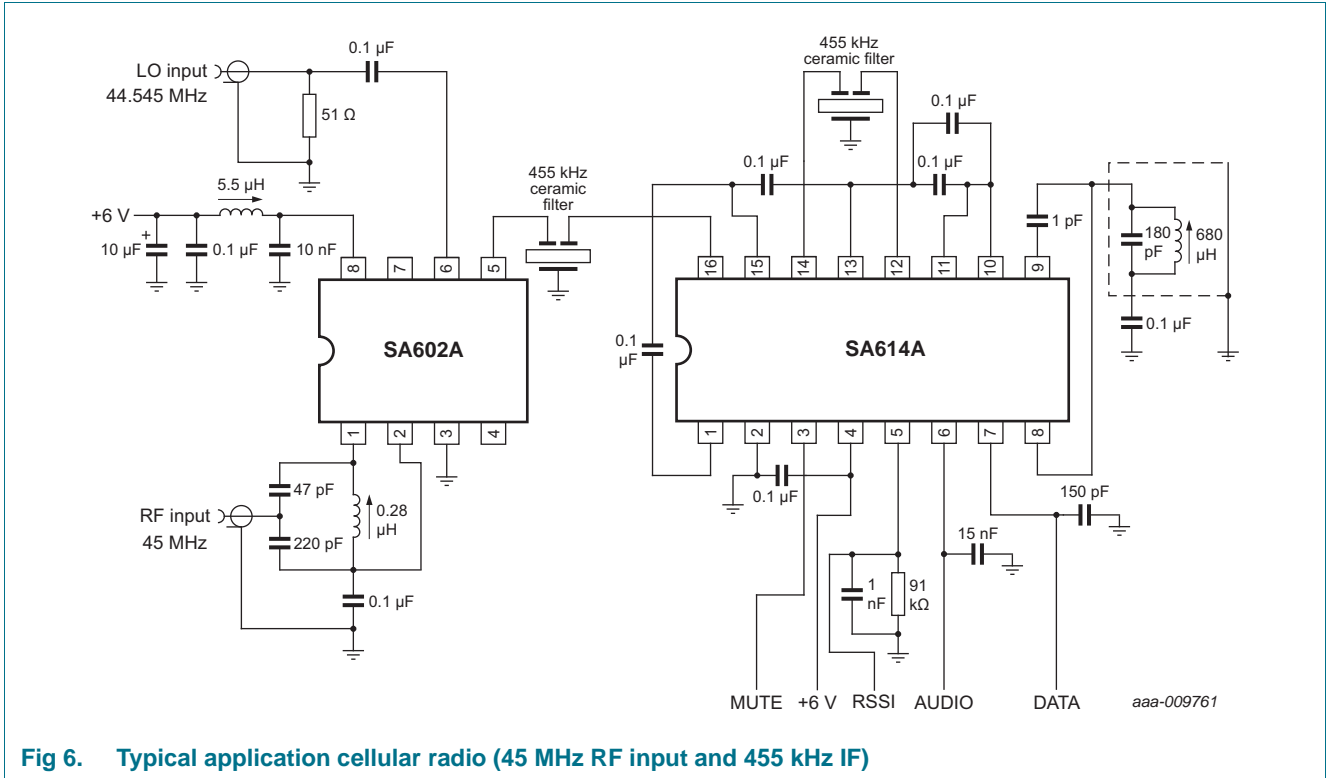 0.1 µF
LO input
44.545 MHz
51 Ω
455 kHz
ceramic filter
0.1 µF
0.1 µF
0.1 µF
5.5 µH
+6 V
+
10 µF
0.1 µF
10 nF
455 kHz
ceramic
filter
1 pF
180
pF
680
µH
0.1 µF
8
7
6
5
16
15
14
13
12
11
10
9
SA602A
0.1
µF
SA614A
1
2
3
4
1
2
3
4
5
6
7
8
47 pF
RF input
45 MHz
0.28
µH
220 pF
0.1 µF
0.1 µF
150 pF
15 nF
1
nF
91
kΩ
MUTE +6 V RSSI AUDIO DATA
aaa-009761
Fig 6. Typical application cellular radio (45 MHz RF input and 455 kHz IF)